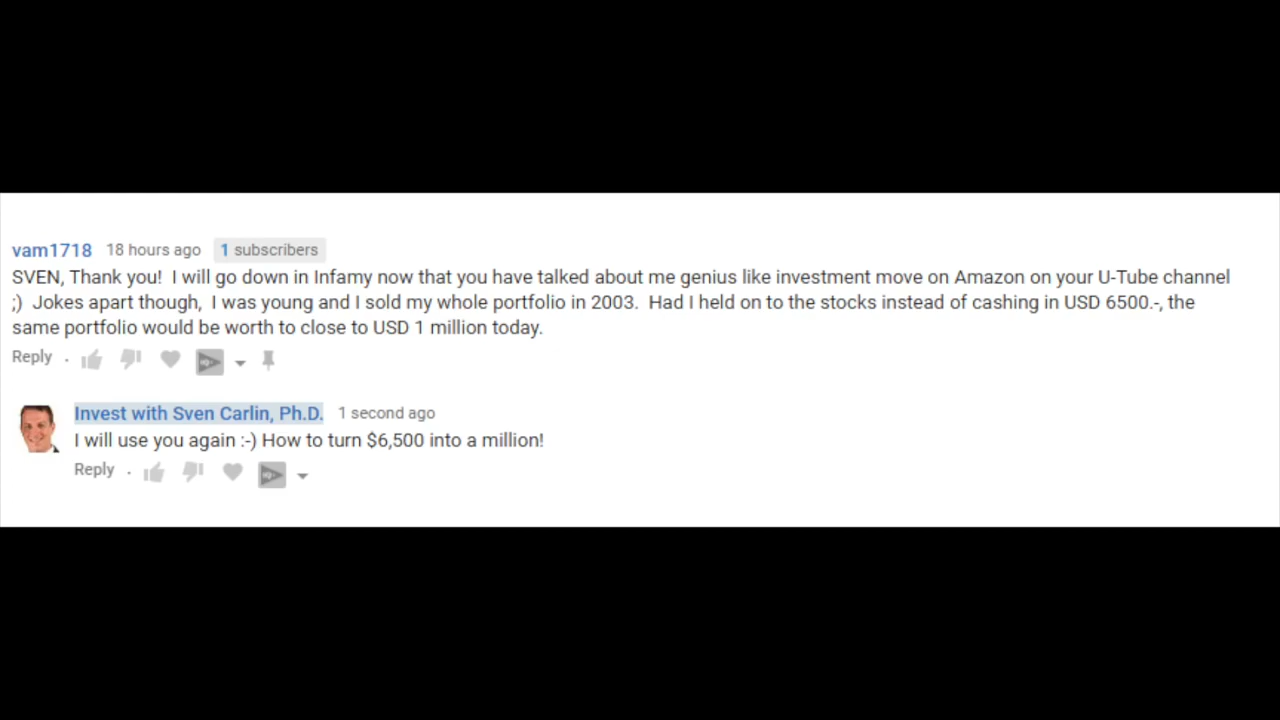 vam1718 18 hours ago 1 subscribers
SVEN, Thank you!  I will go down in Infamy now that you have talked about me genius like investment move on Amazon on your U-Tube channel
;)  Jokes apart though,  I was young and I sold my whole portfolio in 2003.  Had I held on to the stocks instead of cashing in USD 6500.-, the
same portfolio would be worth to close to USD 1 million today.
Reply ·
Invest with Sven Carlin, Ph.D. 1 second ago
I will use you again :-) How to turn $6,500 into a million!
Reply ·